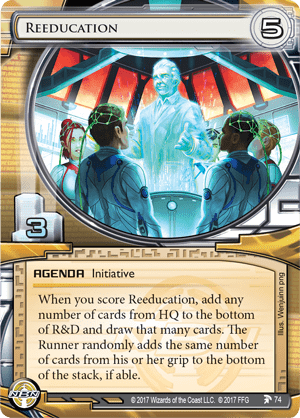 REEDUCATION
5
3
AGENDA Initiative
When you score Reeducation, add any
number of cards from HQ to the bottom
of R&D and draw that many cards. The
Runner randomly adds the same number
of cards from his or her grip to the bottom
of the stack, if able.
Illus. Wenjuinn png
NBN
© 2017 Wizards of the Coast LLC. © 2017 FFG
74